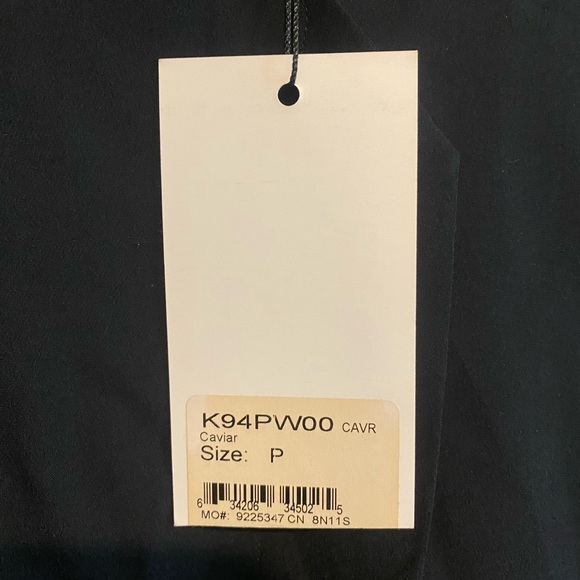 K94PW00 CAVR
Caviar
Size: P
6 34206 34502 5
MO#: 9225347 CN 8N11S